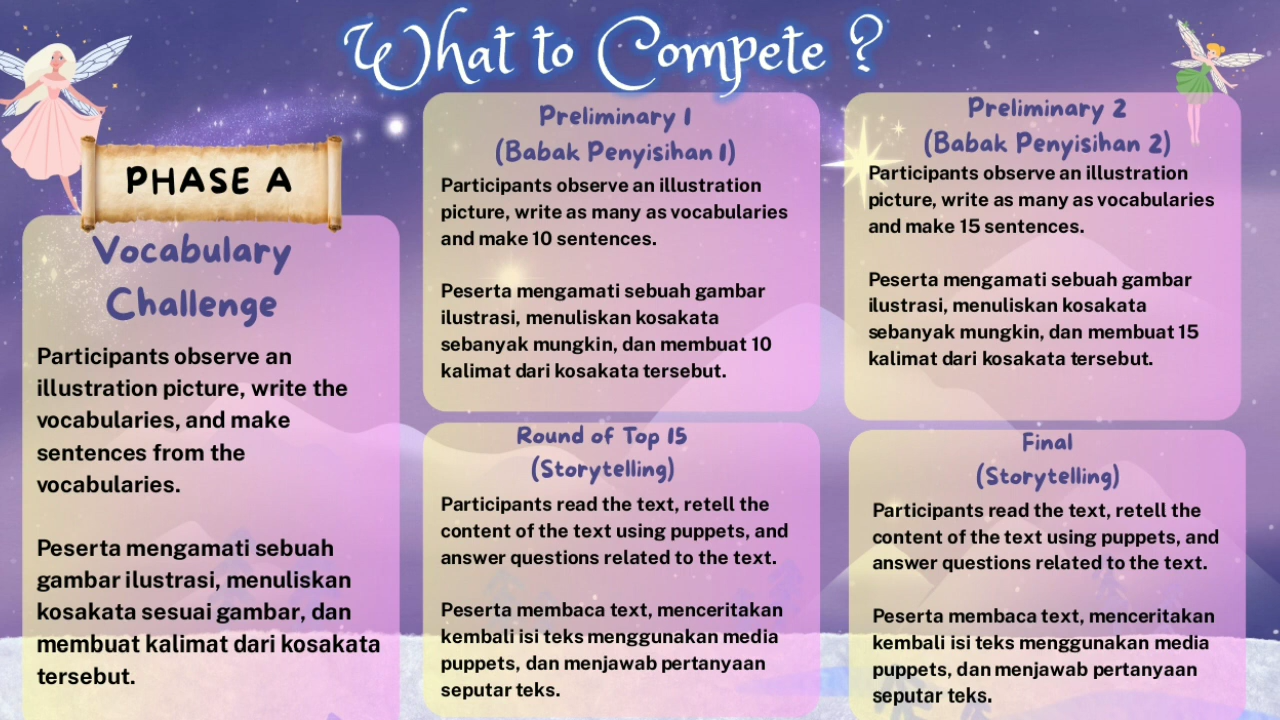 What to Compete ?
PHASE A
Vocabulary
Challenge
Participants observe an
illustration picture, write the
vocabularies, and make
sentences from the
vocabularies.
Peserta mengamati sebuah
gambar ilustrasi, menuliskan
kosakata sesuai gambar, dan
membuat kalimat dari kosakata
tersebut.
Preliminary 1
(Babak Penyisihan 1)
Participants observe an illustration
picture, write as many as vocabularies
and make 10 sentences.
Peserta mengamati sebuah gambar
ilustrasi, menuliskan kosakata
sebanyak mungkin, dan membuat 10
kalimat dari kosakata tersebut.
Preliminary 2
(Babak Penyisihan 2)
Participants observe an illustration
picture, write as many as vocabularies
and make 15 sentences.
Peserta mengamati sebuah gambar
ilustrasi, menuliskan kosakata
sebanyak mungkin, dan membuat 15
kalimat dari kosakata tersebut.
Round of Top 15
(Storytelling)
Participants read the text, retell the
content of the text using puppets, and
answer questions related to the text.
Peserta membaca text, menceritakan
kembali isi teks menggunakan media
puppets, dan menjawab pertanyaan
seputar teks.
Final
(Storytelling)
Participants read the text, retell the
content of the text using puppets, and
answer questions related to the text.
Peserta membaca text, menceritakan
kembali isi teks menggunakan media
puppets, dan menjawab pertanyaan
seputar teks.